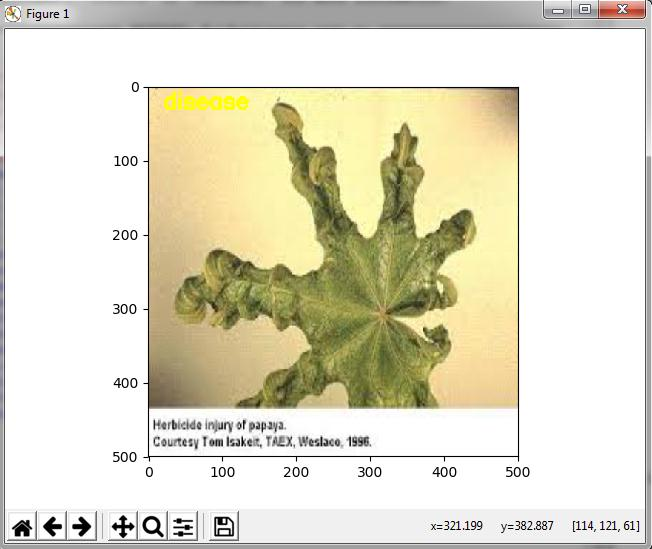 Figure 1
disease
0
100
200
300
400
500
0 100 200 300 400 500
Herbicide injury of papaya.
Courtesy Tom Isakeit, TAEX, Weslaco, 1996.
x=321.199 y=382.887 [114, 121, 61]